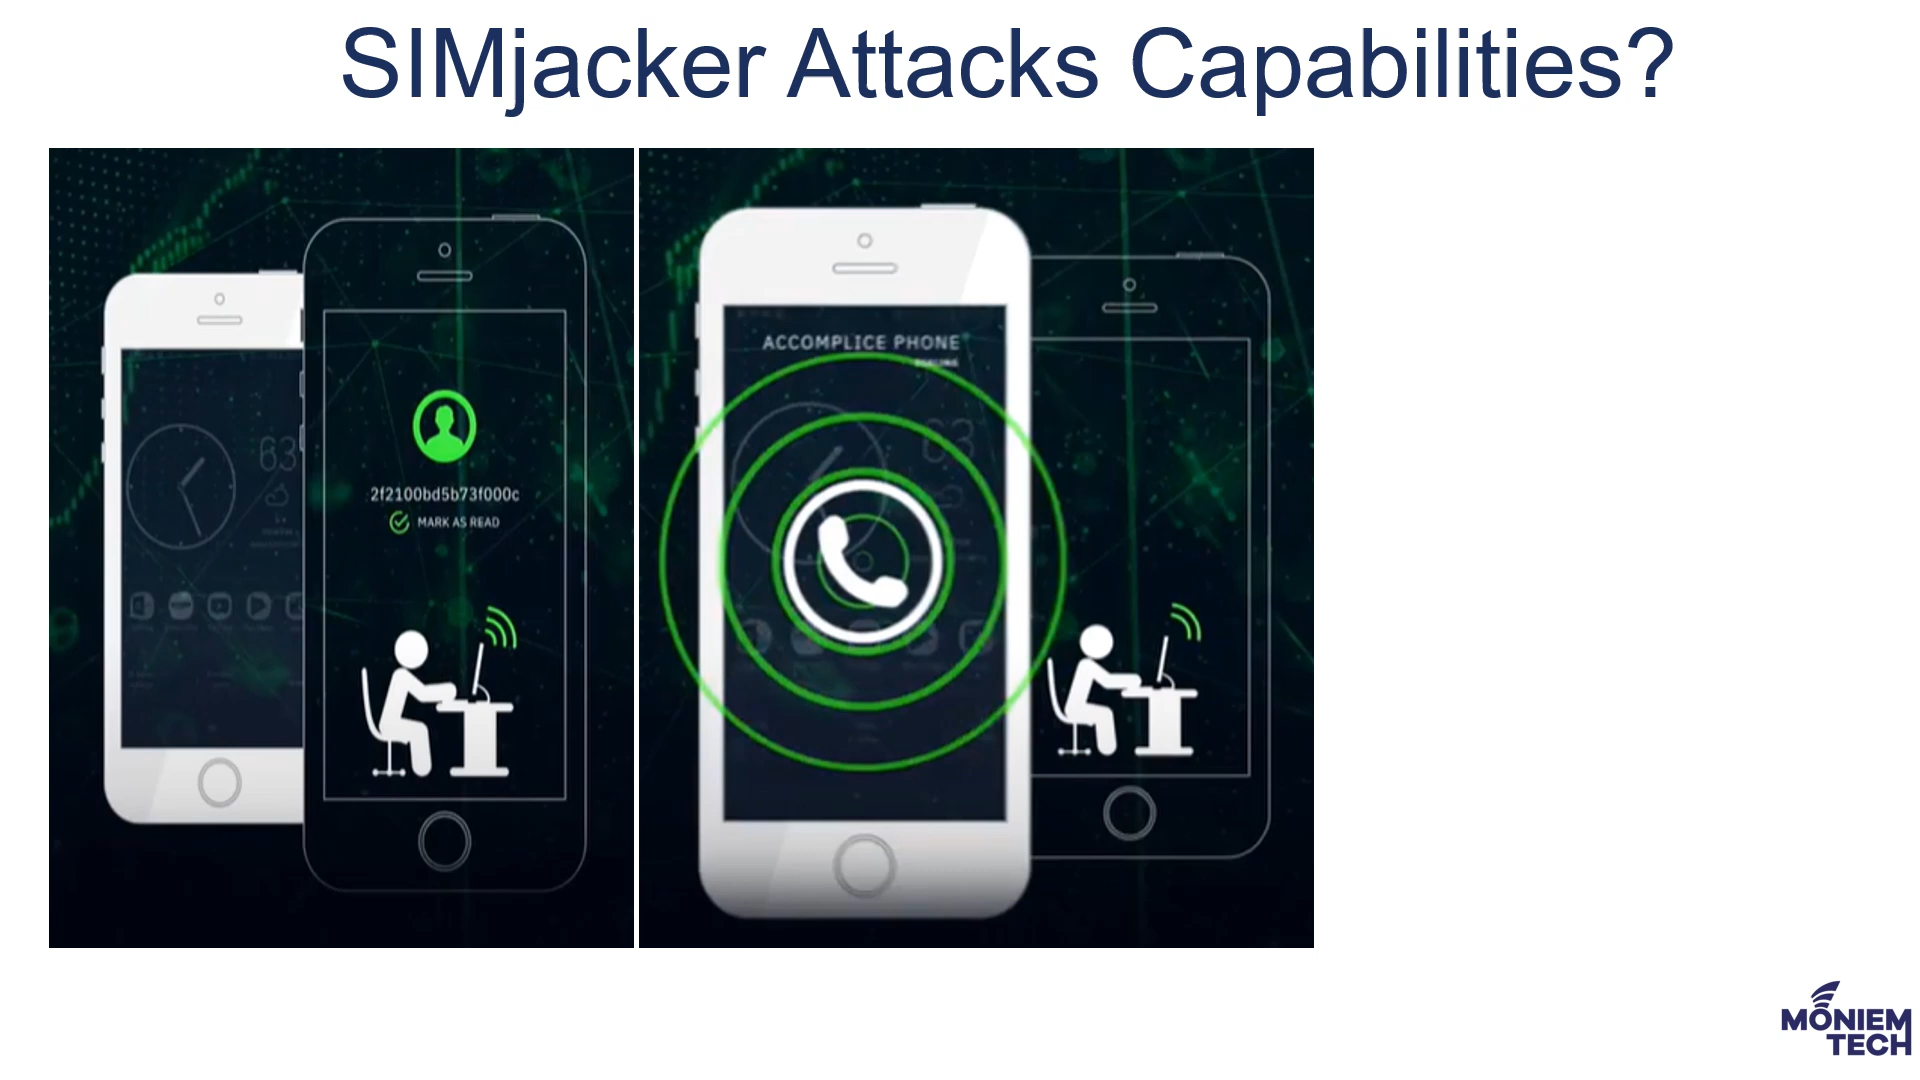 SIMjacker Attacks Capabilities?
2f2100bd5b73f000c
MARK AS READ
63
ACCOMPLICE PHONE
63
MONIEM
TECH